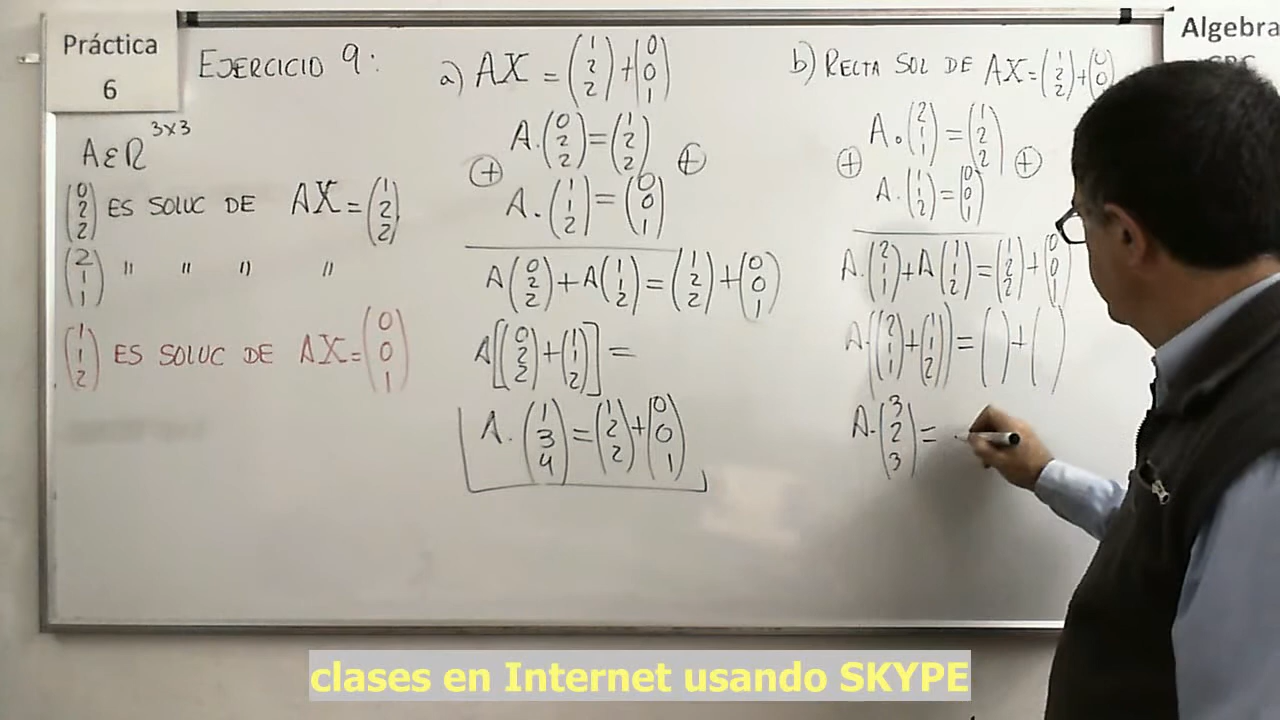 Práctica
6
Algebra
EJERCICIO 9:
A ∈ R^{3x3}
(0 2 2) ES SOLUC DE AX = (1 2 2)
(2 1 1) " " " "
(1 1 2) ES SOLUC DE AX = (0 0 1)
a) AX = (1 2 2) + (0 0 1)
A.(0 2 2) = (1 2 2)
⊕ ⊕
A.(1 1 2) = (0 0 1)
A(0 2 2) + A(1 1 2) = (1 2 2) + (0 0 1)
A[(0 2 2) + (1 1 2)] =
A.(1 3 4) = (1 2 2) + (0 0 1)
b) RECTA SOL DE AX = (1 2 2) + (0 0
A.(2 1 1) = (1 2 2)
⊕ ⊕
A.(1 1 2) = (0 0 1)
A.(2 1 1) + A(1 1 2) = (1 2 2) + (0 0 1)
A.((2 1 1) + (1 1 2)) = ( ) + ( )
A.(3 2 3) =
clases en Internet usando SKYPE